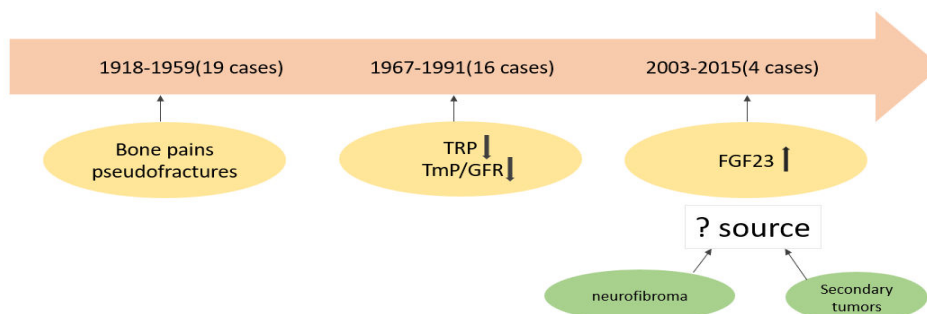 1918-1959(19 cases)
1967-1991(16 cases)
2003-2015(4 cases)
Bone pains
pseudofractures
TRP
TmP/GFR
FGF23
? source
neurofibroma
Secondary
tumors